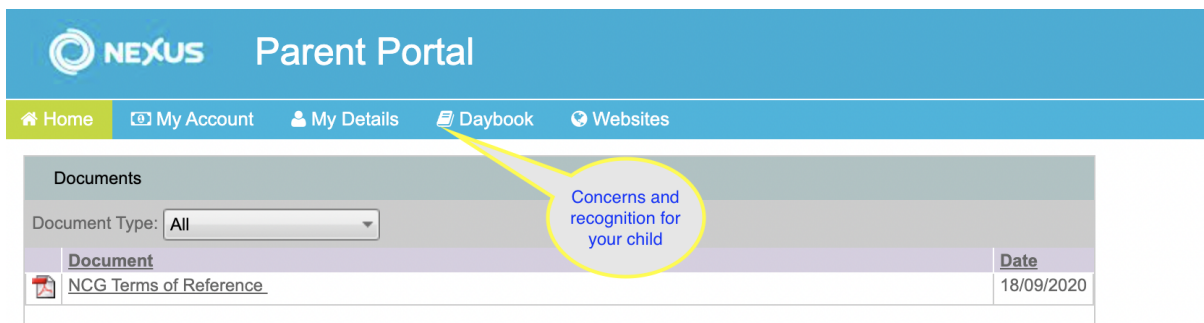 NEXUS Parent Portal
Home My Account My Details Daybook Websites
Documents
Concerns and
recognition for
your child
Document Type: All
Document Date
NCG Terms of Reference 18/09/2020